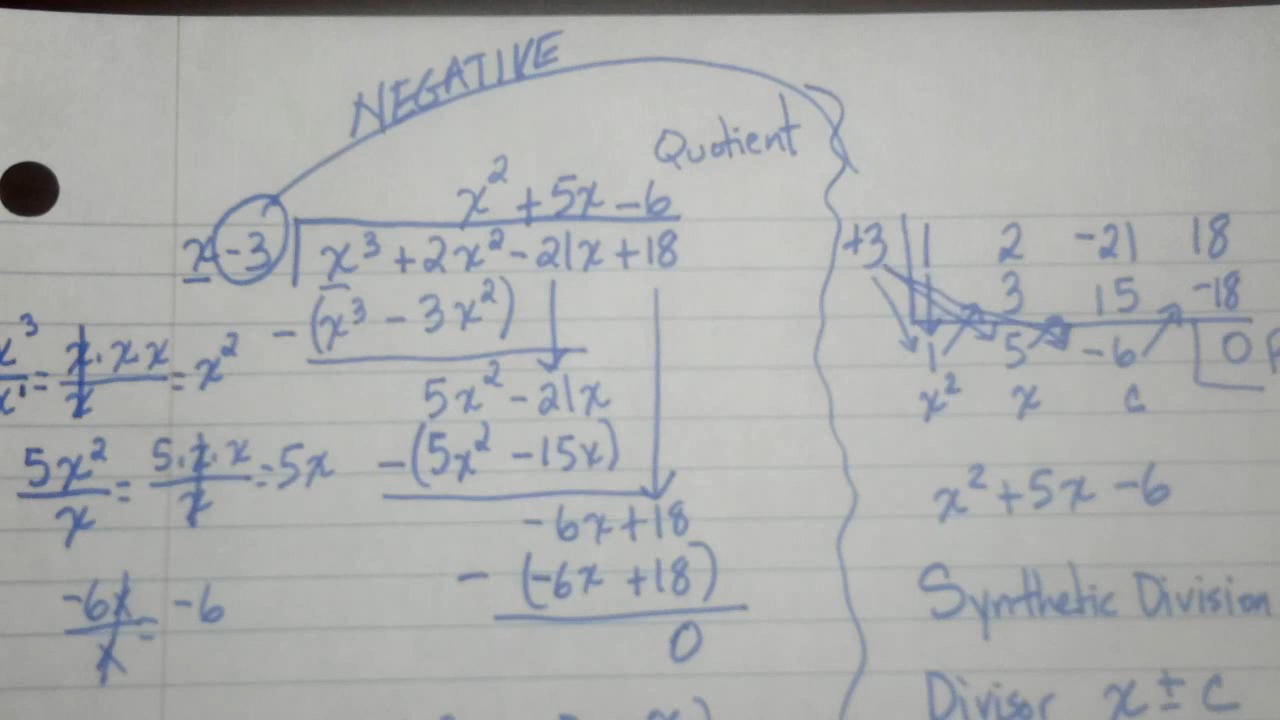 NEGATIVE
Quotient
x² + 5x - 6
x - 3 | x³ + 2x² - 21x + 18
- (x³ - 3x²)
x³/x¹ = x·x x/x = x²
5x² - 21x
5x²/x = 5·x·x/x = 5x
- (5x² - 15x)
-6x + 18
-6x/x = -6
- (-6x + 18)
0
+3 | 1 2 -21 18
3 15 -18
1 5 -6 0
x² x c
x² + 5x - 6
Synthetic Division
Divisor x ± c